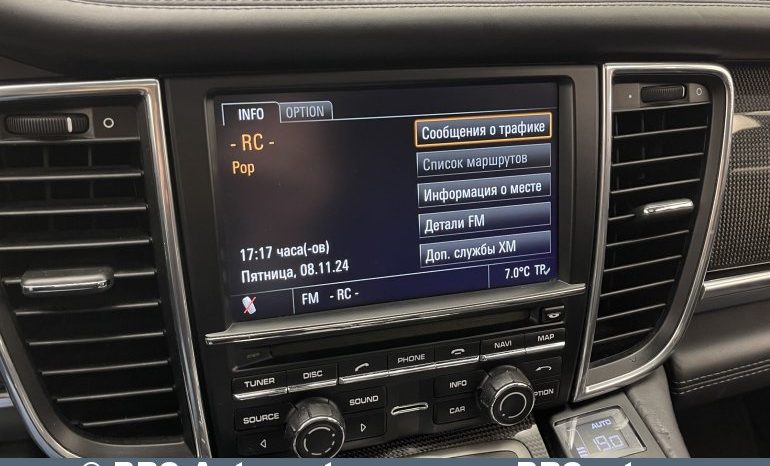 INFO OPTION
- RC -
Pop
Сообщения о трафике
Список маршрутов
Информация о месте
Детали FM
Доп. службы XM
17:17 часа(-ов)
Пятница, 08.11.24
FM - RC -
7.0°C TP
MAP
NAVI
PHONE
DISC
TUNER
INFO
OPTION
SOUND
CAR
SOURCE
AUTO
19.0